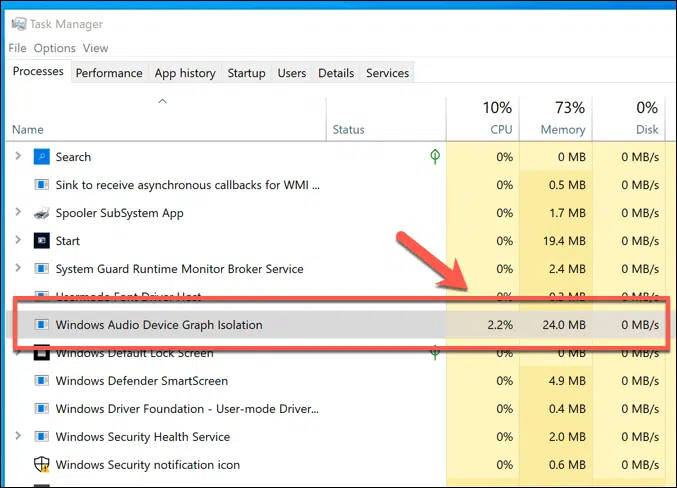 Task Manager
File Options View
Processes Performance App history Startup Users Details Services
10% 73% 0%
Name Status CPU Memory Disk
Search 0% 0 MB 0 MB/s
Sink to receive asynchronous callbacks for WMI ... 0% 0.5 MB 0 MB/s
Spooler SubSystem App 0% 1.7 MB 0 MB/s
Start 0% 19.4 MB 0 MB/s
System Guard Runtime Monitor Broker Service 0% 2.4 MB 0 MB/s
Usermode Font Driver Host 0% 0.3 MB 0 MB/s
Windows Audio Device Graph Isolation 2.2% 24.0 MB 0 MB/s
Windows Default Lock Screen 0% 0 MB 0 MB/s
Windows Defender SmartScreen 0% 4.9 MB 0 MB/s
Windows Driver Foundation - User-mode Driver... 0% 0.4 MB 0 MB/s
Windows Security Health Service 0% 2.0 MB 0 MB/s
Windows Security notification icon 0% 0.6 MB 0 MB/s